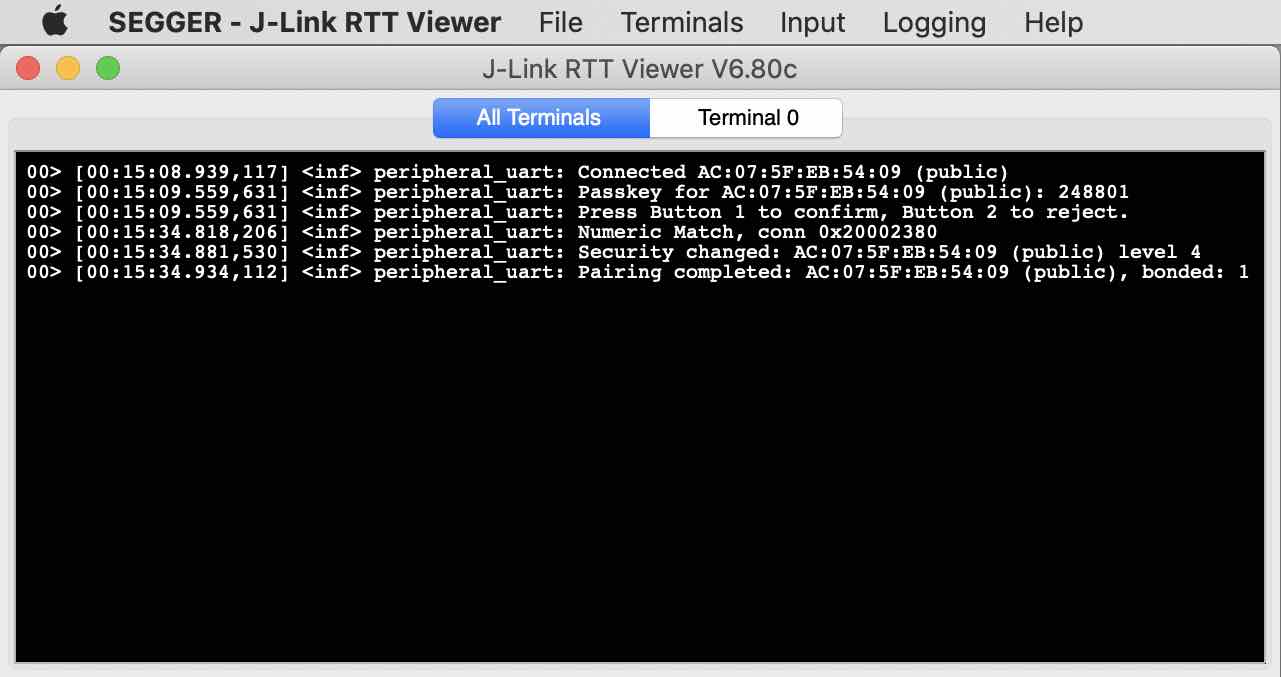 SEGGER - J-Link RTT Viewer File Terminals Input Logging Help
J-Link RTT Viewer V6.80c
All Terminals Terminal 0
00> [00:15:08.939,117] <inf> peripheral_uart: Connected AC:07:5F:EB:54:09 (public)
00> [00:15:09.559,631] <inf> peripheral_uart: Passkey for AC:07:5F:EB:54:09 (public): 248801
00> [00:15:09.559,631] <inf> peripheral_uart: Press Button 1 to confirm, Button 2 to reject.
00> [00:15:34.818,206] <inf> peripheral_uart: Numeric Match, conn 0x20002380
00> [00:15:34.881,530] <inf> peripheral_uart: Security changed: AC:07:5F:EB:54:09 (public) level 4
00> [00:15:34.934,112] <inf> peripheral_uart: Pairing completed: AC:07:5F:EB:54:09 (public), bonded: 1